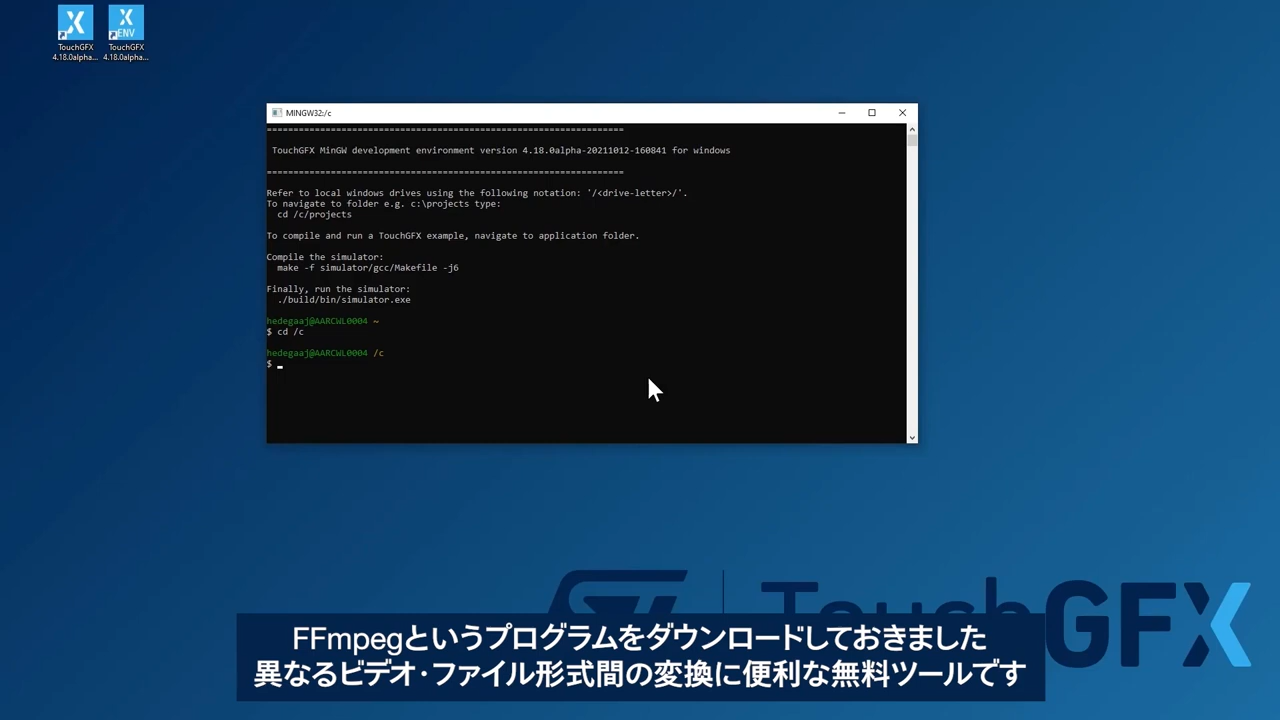 X
X
ENV
TouchGFX
4.18.0alpha...
TouchGFX
4.18.0alpha...
MINGW32:/c
===================================================================
TouchGFX MinGW development environment version 4.18.0alpha-20211012-160841 for windows
===================================================================
Refer to local windows drives using the following notation: '/<drive-letter>/'.
To navigate to folder e.g. c:\projects type:
cd /c/projects
To compile and run a TouchGFX example, navigate to application folder.
Compile the simulator:
make -f simulator/gcc/Makefile -j6
Finally, run the simulator:
./build/bin/simulator.exe
hedegaaj@AARCWL0004 ~
$ cd /c
hedegaaj@AARCWL0004 /c
$
TouchGFX
FFmpegというプログラムをダウンロードしておきました
異なるビデオ・ファイル形式間の変換に便利な無料ツールです